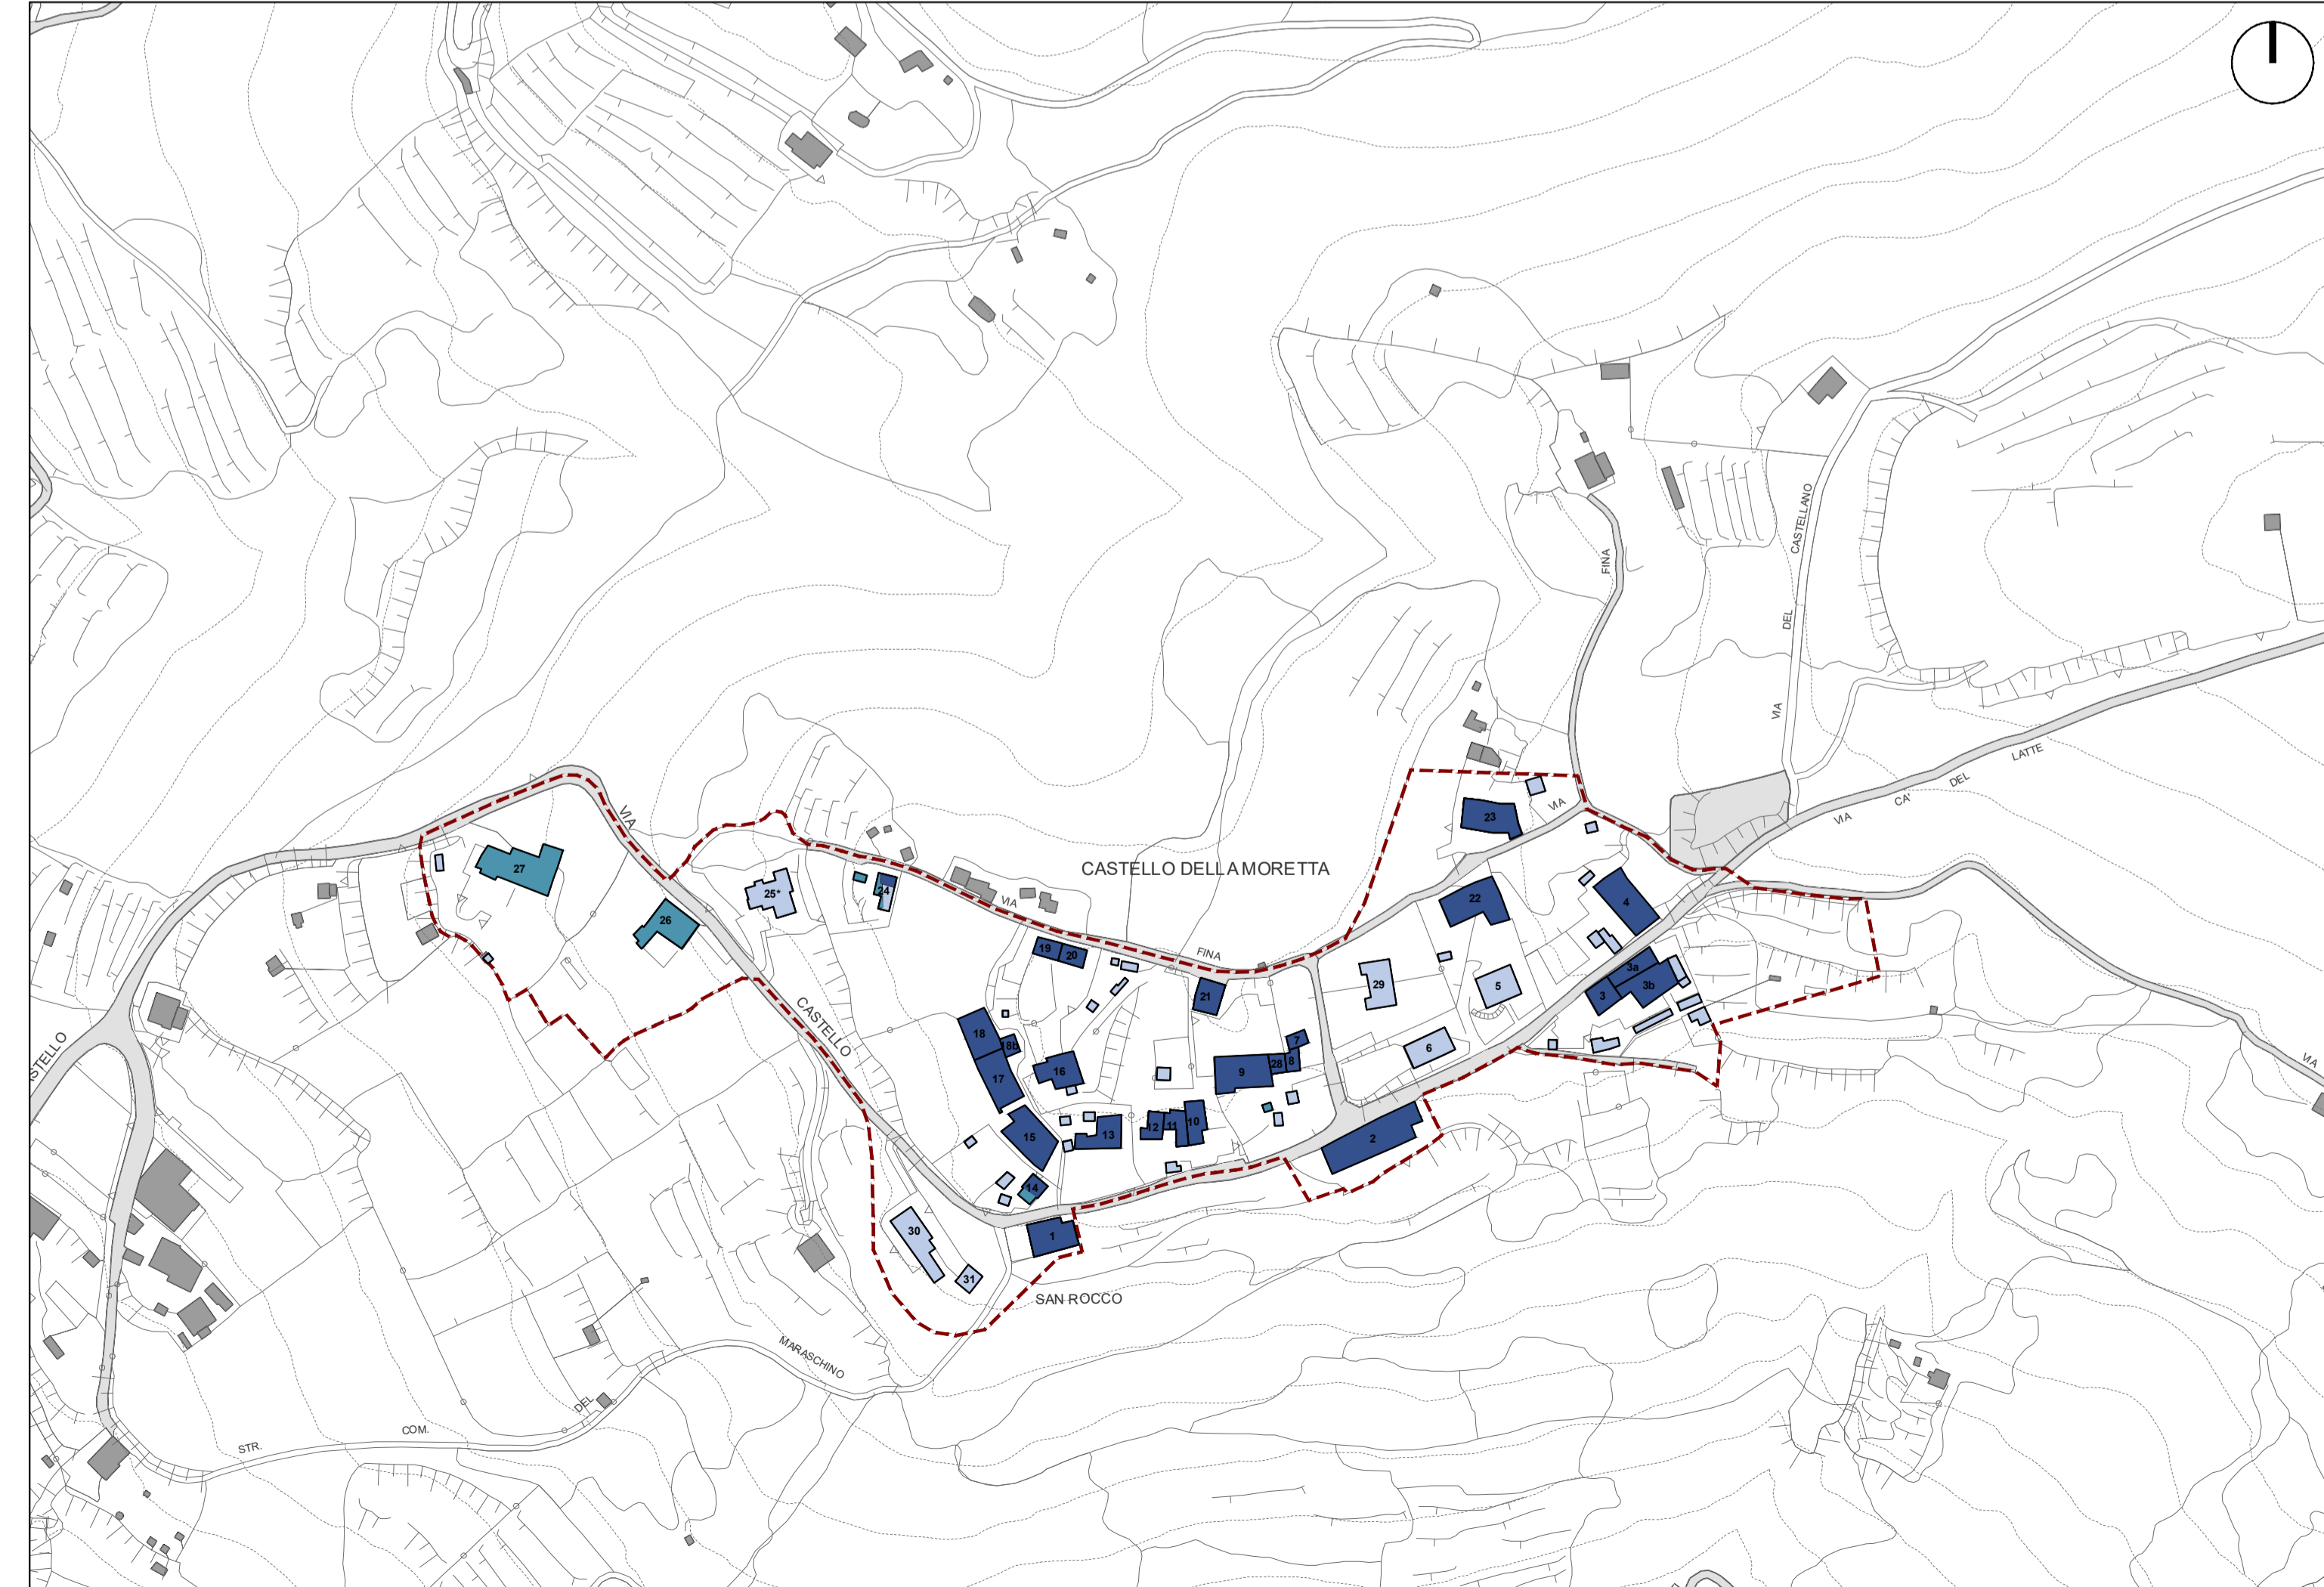 FINA
CASTELLANO
DEL
VIA
LATTE
DEL
CA'
VIA
VIA
23
VIA
CASTELLO DELLA MORETTA
27
25*
24
VIA
22
4
26
19
20
FINA
3a
21
29
5
3
3b
CASTELLO
18
18b
6
STELLO
VIA
17
16
7
9
28
8
15
13
12
11
10
2
14
30
1
31
SAN ROCCO
MARASCHINO
DEL
COM.
STR.